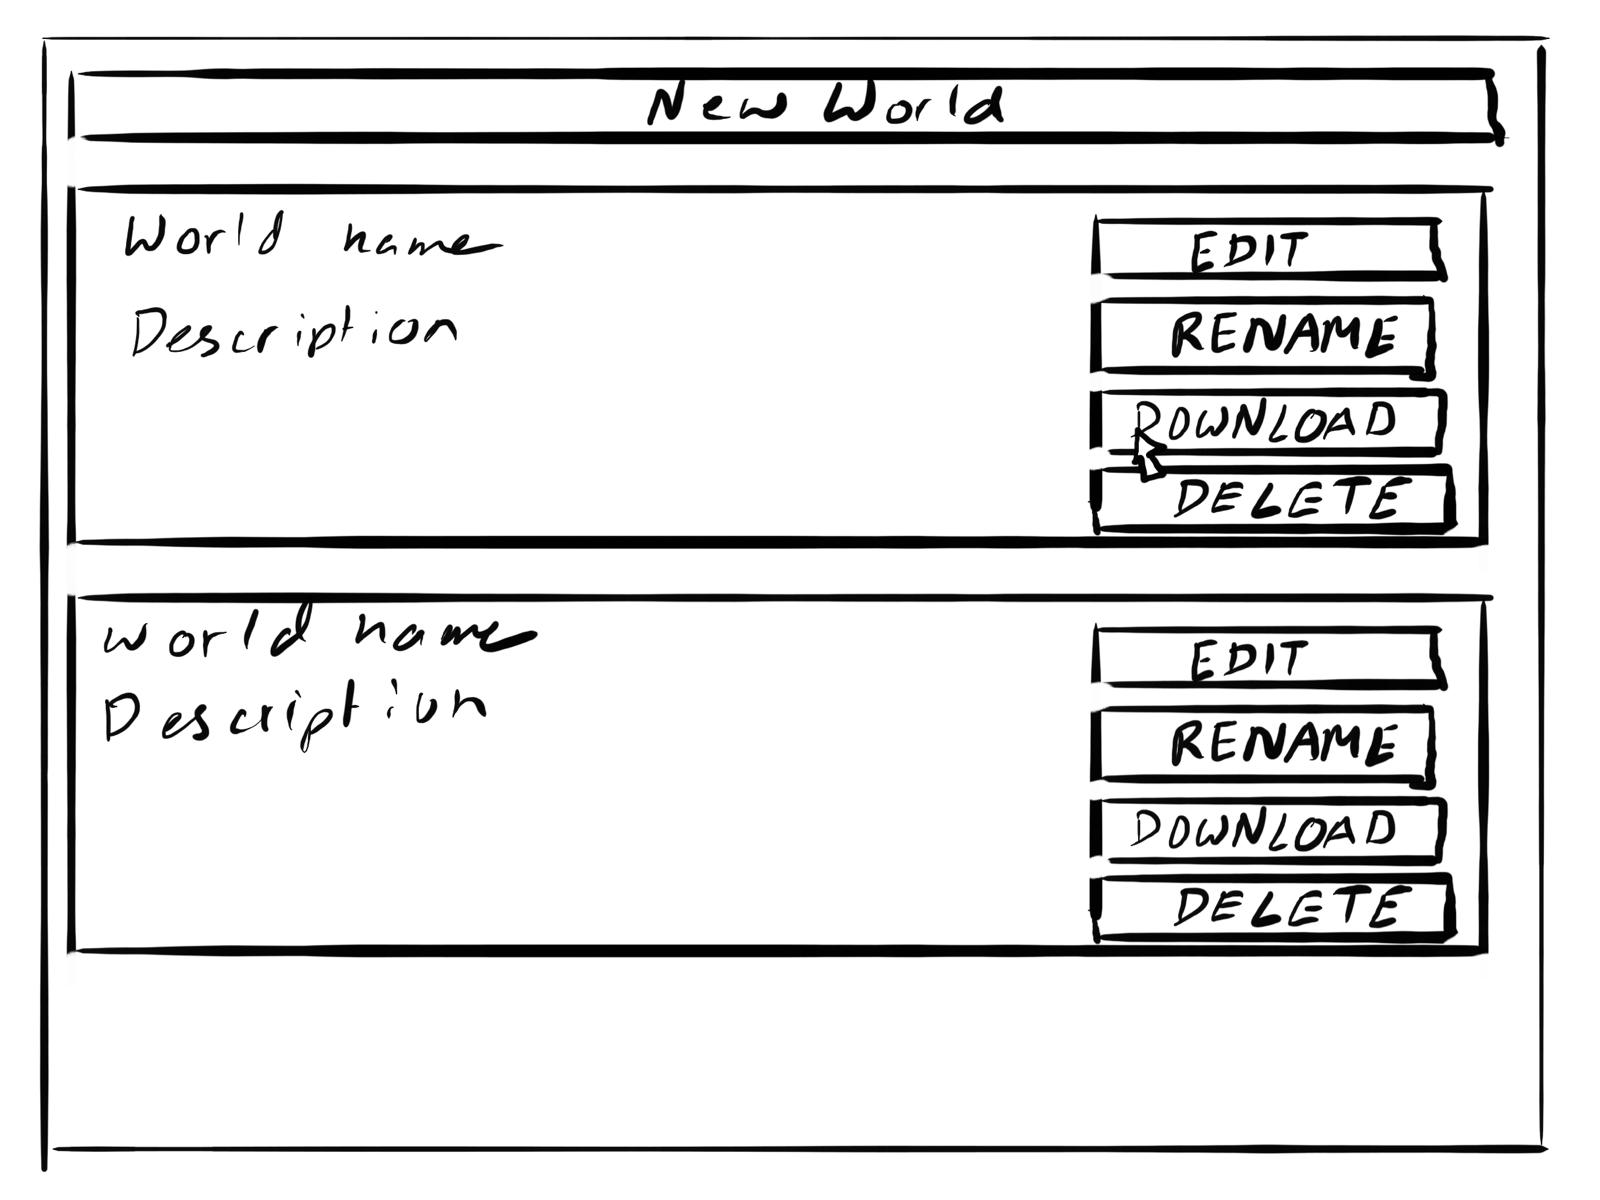 New World
World name
Description
EDIT
RENAME
DOWNLOAD
DELETE
world name
Description
EDIT
RENAME
DOWNLOAD
DELETE